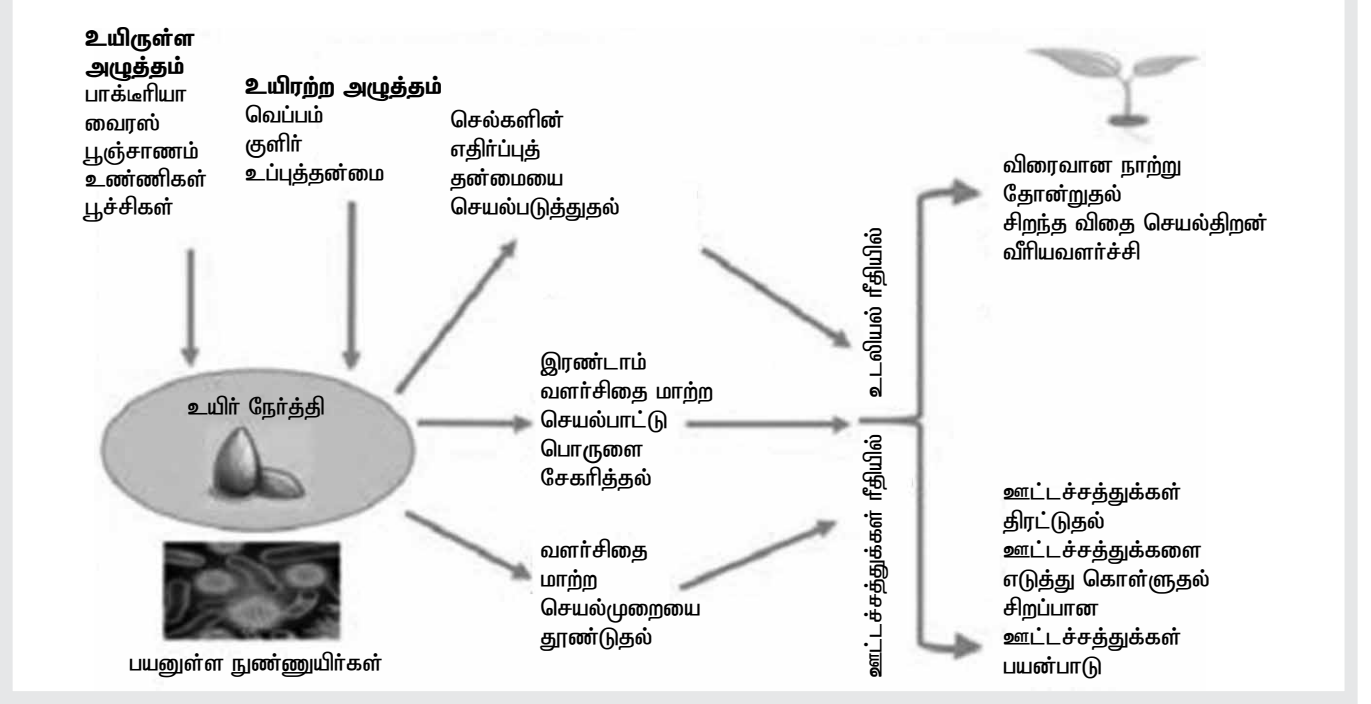 உயிருள்ள
அழுத்தம்
பாக்டீரியா
வைரஸ்
பூஞ்சாணம்
உண்ணிகள்
பூச்சிகள்
உயிரற்ற அழுத்தம்
வெப்பம்
குளிர்
உப்புத்தன்மை
செல்களின்
எதிர்ப்புத்
தன்மையை
செயல்படுத்துதல்
உயிர் நேர்த்தி
பயனுள்ள நுண்ணுயிர்கள்
இரண்டாம்
வளர்சிதை மாற்ற
செயல்பாட்டு
பொருளை
சேகரித்தல்
வளர்சிதை
மாற்ற
செயல்முறையை
தூண்டுதல்
உடலியல் ரீதியில்
ஊட்டச்சத்துக்கள் ரீதியில்
விரைவான நாற்று
தோன்றுதல்
சிறந்த விதை செயல்திறன்
வீரியவளர்ச்சி
ஊட்டச்சத்துக்கள்
திரட்டுதல்
ஊட்டச்சத்துக்களை
எடுத்து கொள்ளுதல்
சிறப்பான
ஊட்டச்சத்துக்கள்
பயன்பாடு